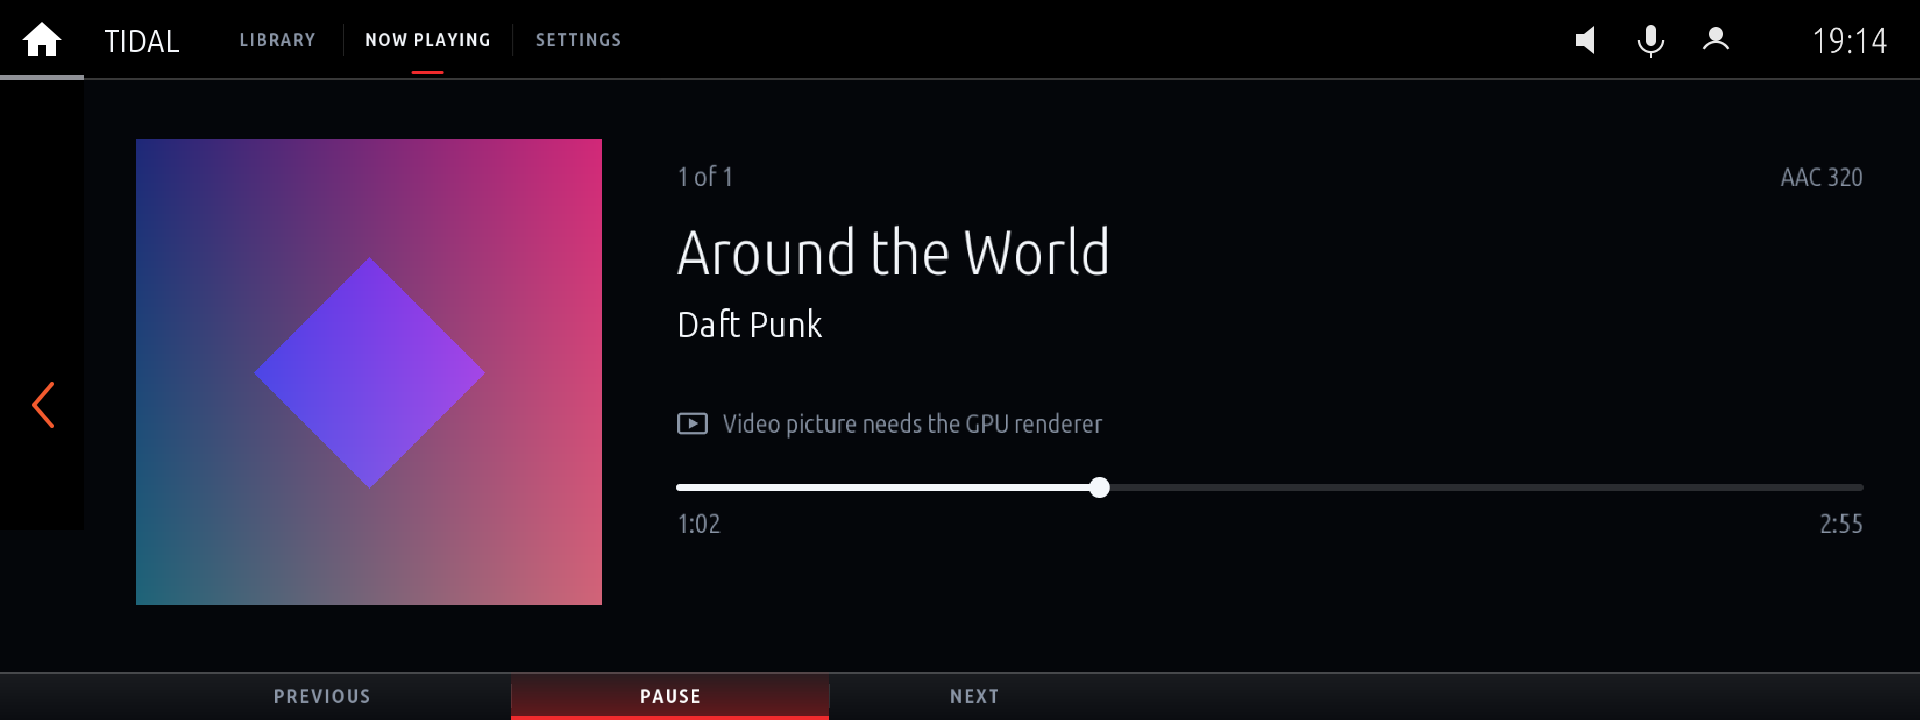 TIDAL
LIBRARY
NOW PLAYING
SETTINGS
19:14
1 of 1
AAC 320
Around the World
Daft Punk
Video picture needs the GPU renderer
1:02
2:55
PREVIOUS
PAUSE
NEXT